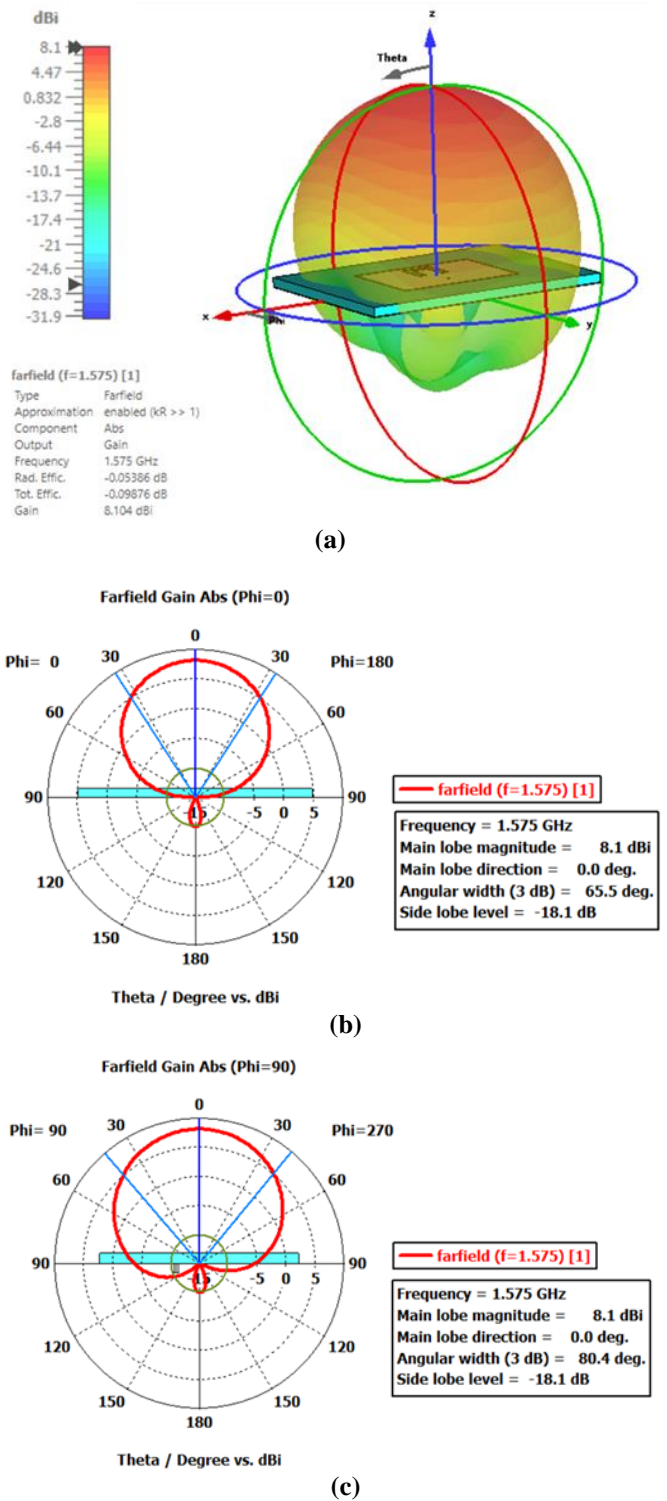 dBi
8.1
4.47
0.832
-2.8
-6.44
-10.1
-13.7
-17.4
-21
-24.6
-28.3
-31.9
z
Theta
x
Phi
y
farfield (f=1.575) [1]
Type Farfield
Approximation enabled (kR >> 1)
Component Abs
Output Gain
Frequency 1.575 GHz
Rad. Effic. -0.05386 dB
Tot. Effic. -0.09876 dB
Gain 8.104 dBi
(a)
Farfield Gain Abs (Phi=0)
0
Phi= 0 30 30 Phi=180
60 60
90 -15 -5 0 5 90
120 120
150 150
180
Theta / Degree vs. dBi
farfield (f=1.575) [1]
Frequency = 1.575 GHz
Main lobe magnitude = 8.1 dBi
Main lobe direction = 0.0 deg.
Angular width (3 dB) = 65.5 deg.
Side lobe level = -18.1 dB
(b)
Farfield Gain Abs (Phi=90)
0
Phi= 90 30 30 Phi=270
60 60
90 -15 -5 0 5 90
120 120
150 150
180
Theta / Degree vs. dBi
farfield (f=1.575) [1]
Frequency = 1.575 GHz
Main lobe magnitude = 8.1 dBi
Main lobe direction = 0.0 deg.
Angular width (3 dB) = 80.4 deg.
Side lobe level = -18.1 dB
(c)